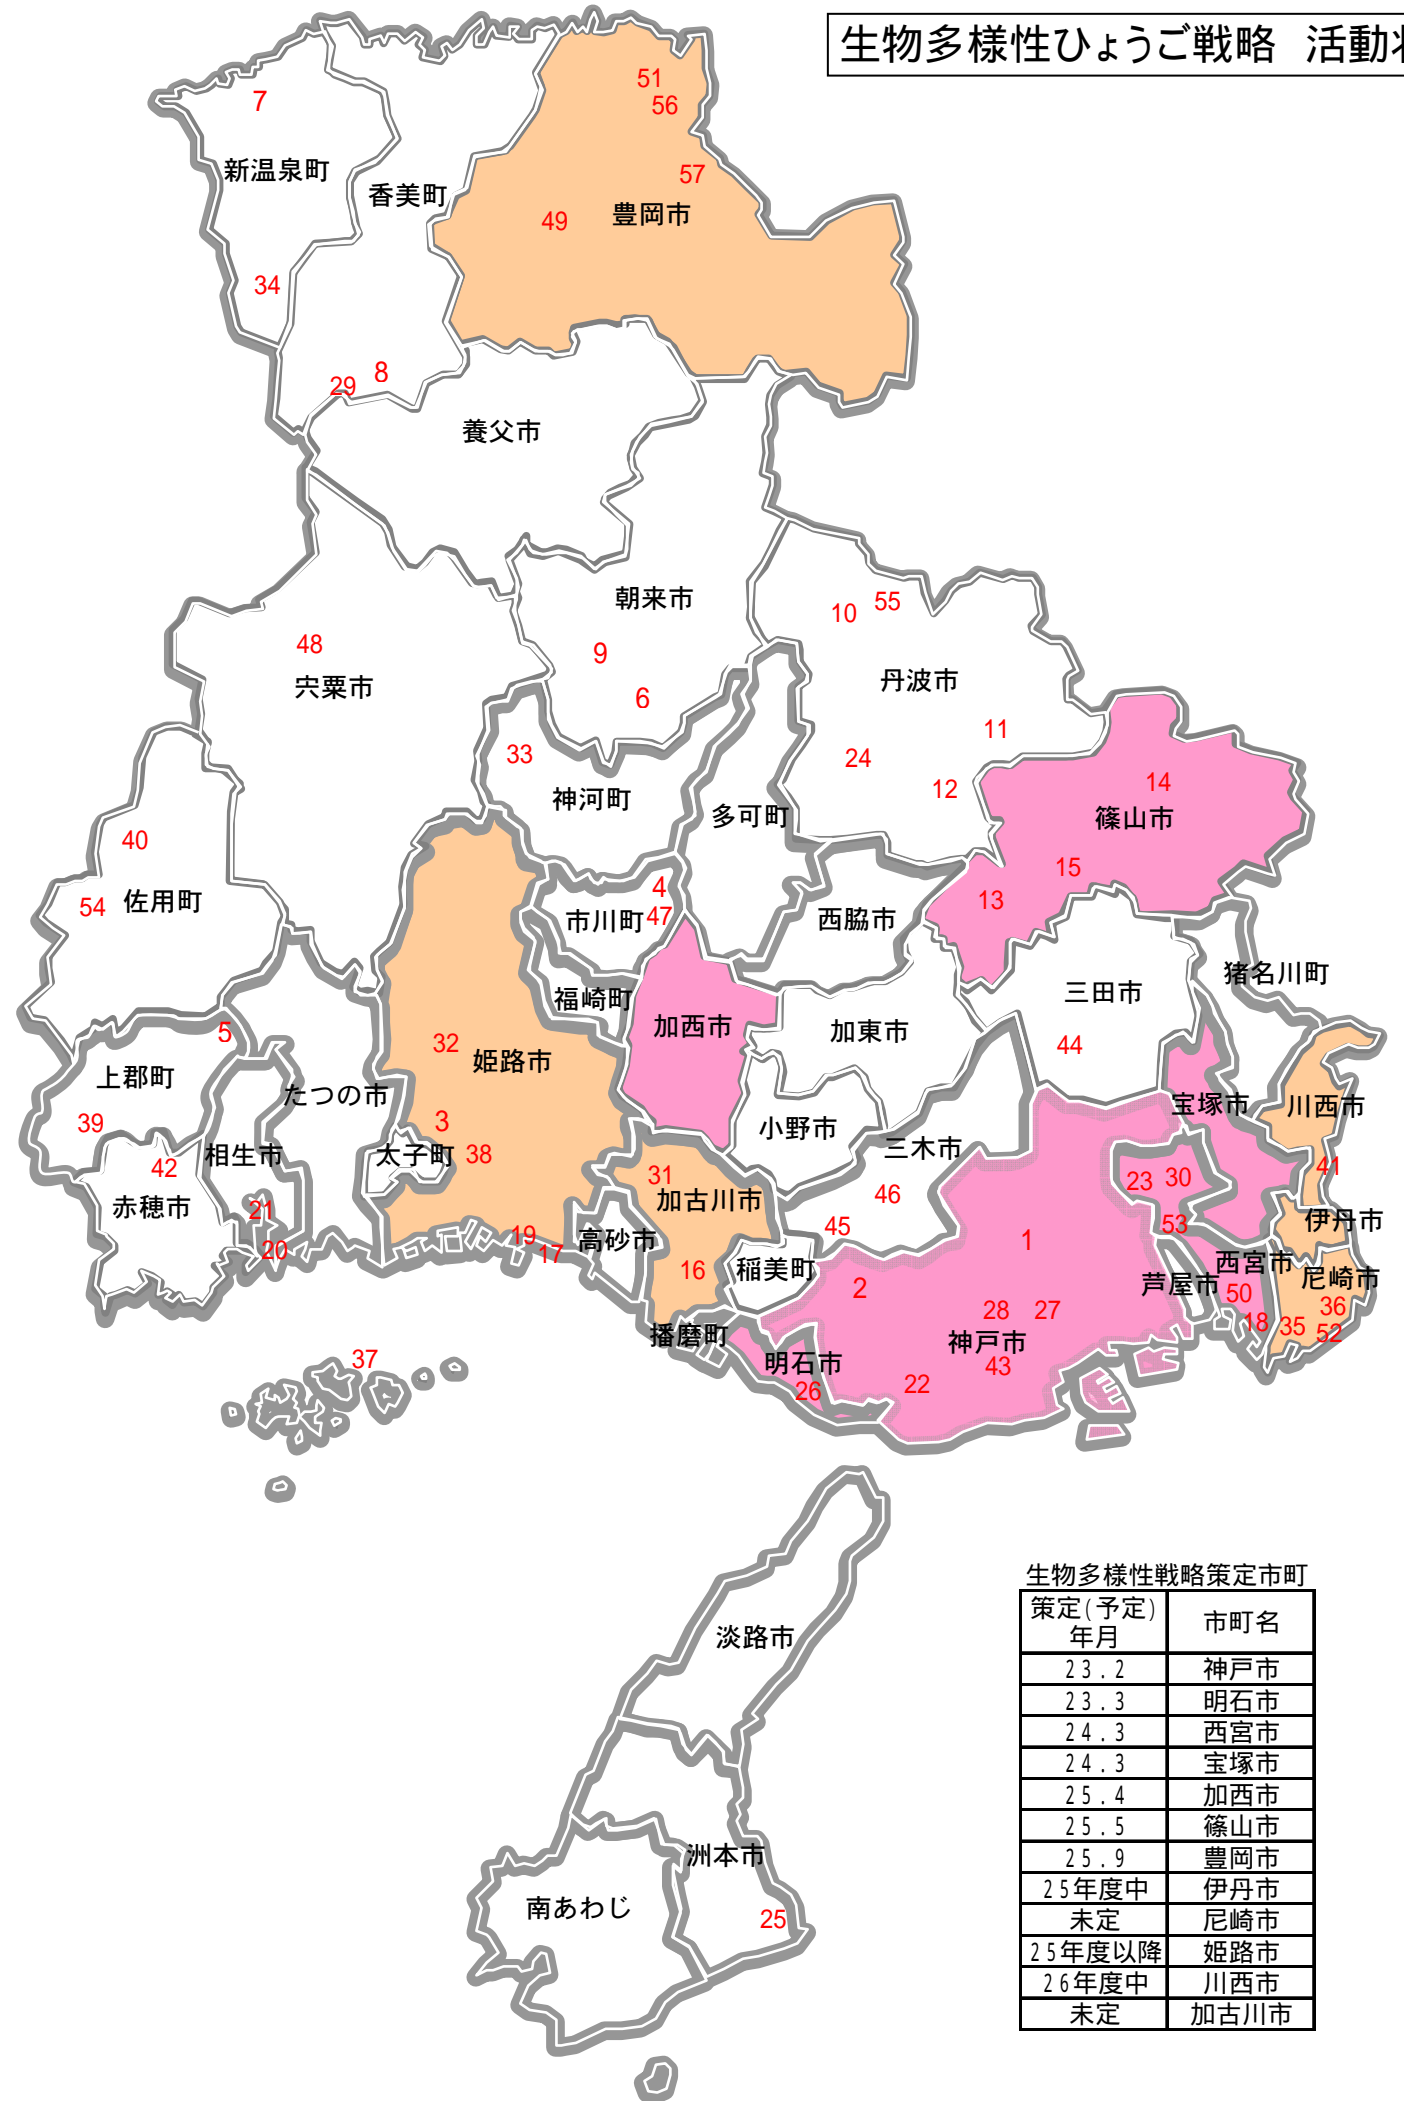 生物多様性ひょうご戦略 活動
51
56
7
新温泉町
57
香美町
49
豊岡市
34
8
29
養父市
朝来市
10
55
48
9
宍粟市
丹波市
6
11
33
24
14
12
神河町
多可町
篠山市
40
15
4
佐用町
13
54
市川町
47
西脇市
猪名川町
三田市
福崎町
加西市
加東市
5
32
姫路市
44
上郡町
たつの市
宝塚市
川西市
39
3
小野市
三木市
相生市
太子町
38
42
41
31
23
30
赤穂市
加古川市
46
21
伊丹市
45
53
19
高砂市
1
20
17
16
稲美町
西宮市
尼崎市
芦屋市
2
50
36
28
27
18
35
52
播磨町
神戸市
37
明石市
43
26
22
淡路市
洲本市
南あわじ
25
生物多様性戦略策定市町
策定(予定)年月 市町名
23.2 神戸市
23.3 明石市
24.3 西宮市
24.3 宝塚市
25.4 加西市
25.5 篠山市
25.9 豊岡市
25年度中 伊丹市
未定 尼崎市
25年度以降 姫路市
26年度中 川西市
未定 加古川市